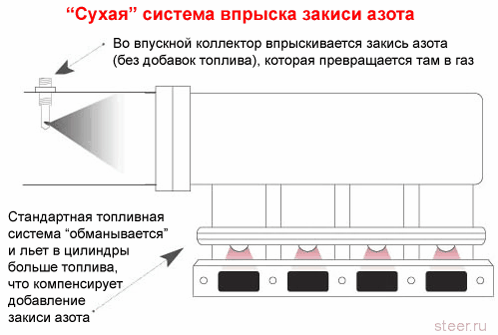 “Сухая” система впрыска закиси азота
Во впускной коллектор впрыскивается закись азота
(без добавок топлива), которая превращается там в газ
Стандартная топливная
система “обманывается”
и льет в цилиндры
больше топлива,
что компенсирует
добавление
закиси азота
steer.ru